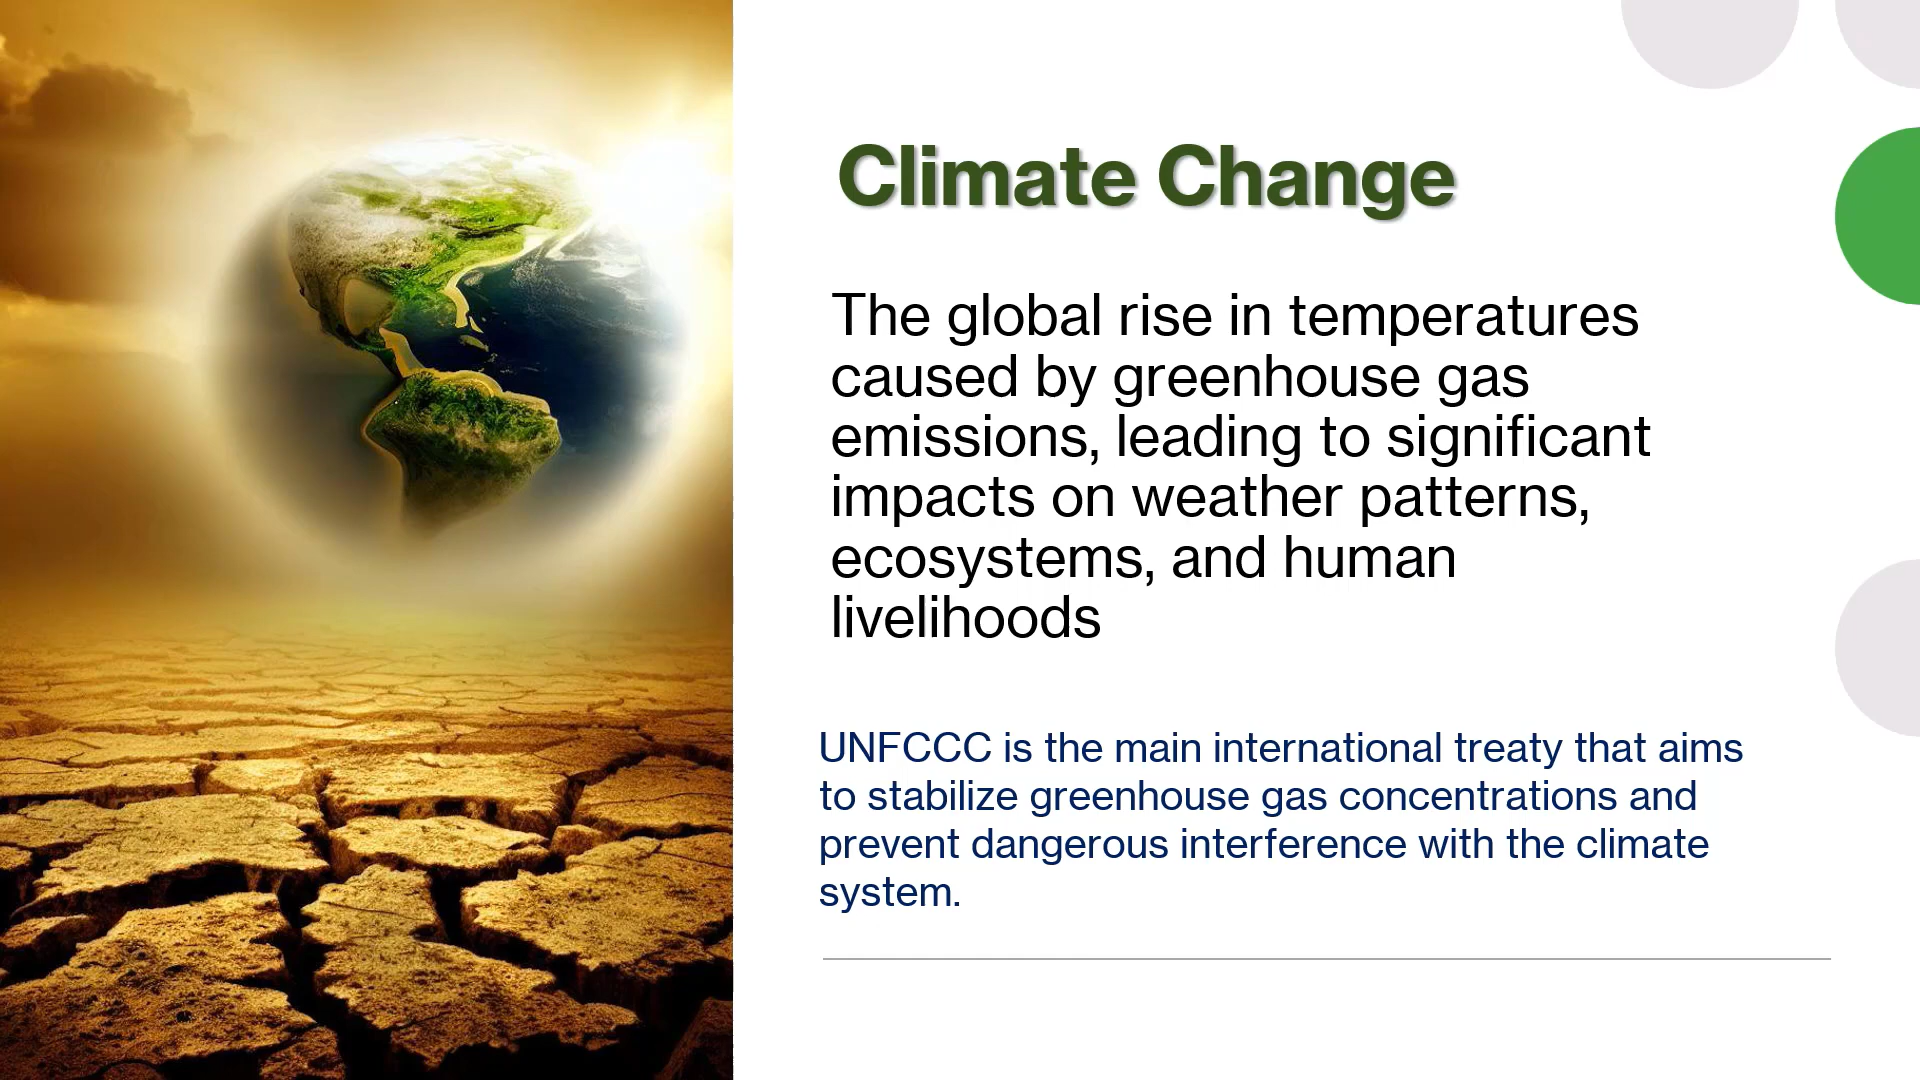 Climate Change
The global rise in temperatures
caused by greenhouse gas
emissions, leading to significant
impacts on weather patterns,
ecosystems, and human
livelihoods
UNFCCC is the main international treaty that aims
to stabilize greenhouse gas concentrations and
prevent dangerous interference with the climate
system.